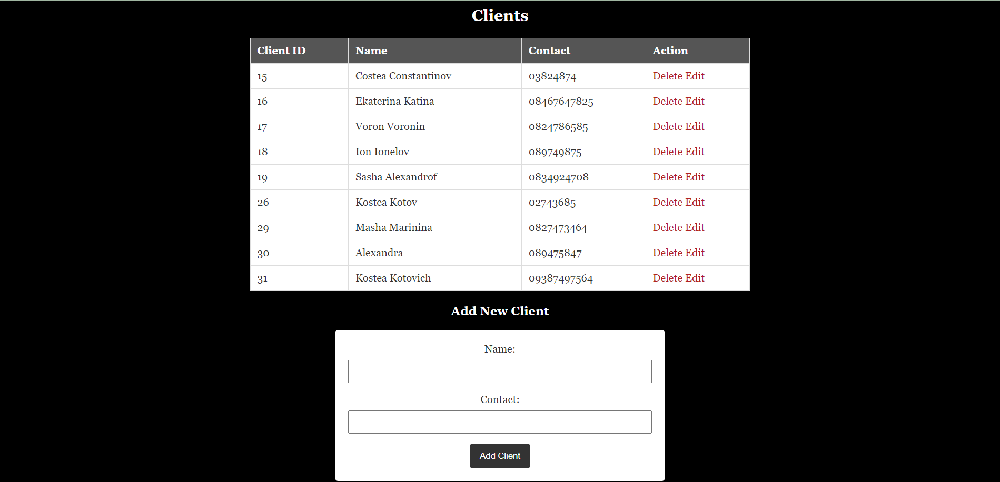 Clients
Client ID Name Contact Action
15 Costea Constantinov 03824874 Delete Edit
16 Ekaterina Katina 08467647825 Delete Edit
17 Voron Voronin 0824786585 Delete Edit
18 Ion Ionelov 089749875 Delete Edit
19 Sasha Alexandrof 0834924708 Delete Edit
26 Kostea Kotov 02743685 Delete Edit
29 Masha Marinina 0827473464 Delete Edit
30 Alexandra 089475847 Delete Edit
31 Kostea Kotovich 09387497564 Delete Edit
Add New Client
Name:
Contact:
Add Client